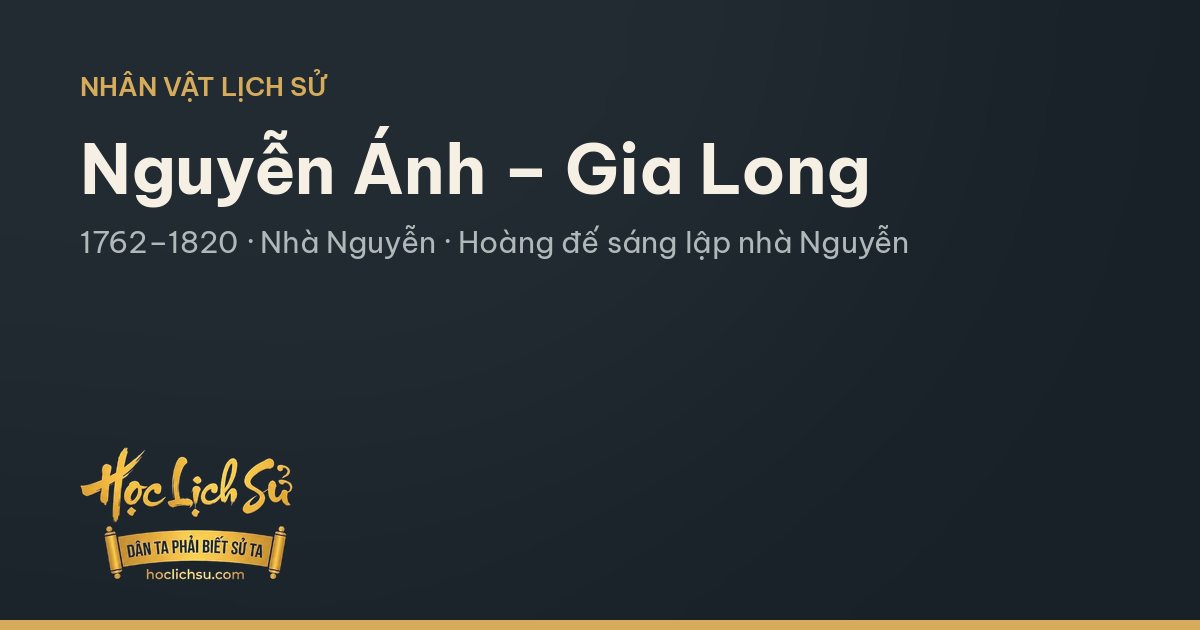 NHÂN VẬT LỊCH SỬ
Nguyễn Ánh – Gia Long
1762–1820 · Nhà Nguyễn · Hoàng đế sáng lập nhà Nguyễn
Học Lịch Sử
DÂN TA PHẢI BIẾT SỬ TA
hoclichsu.com